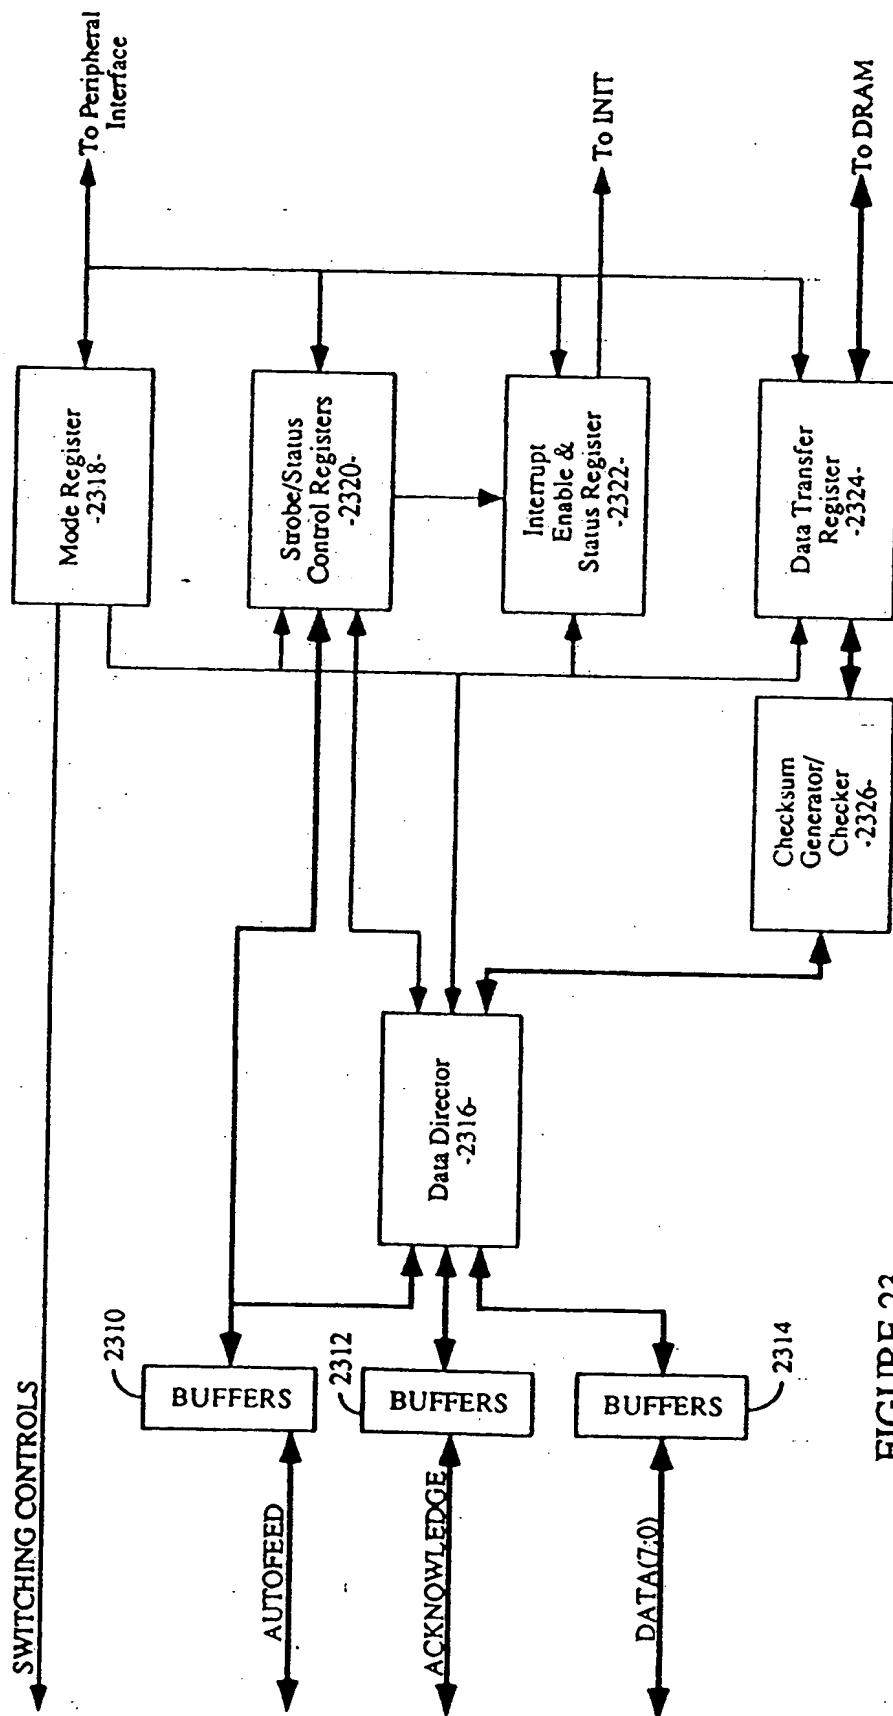 SWITCHING CONTROLS
Mode Register
-2318-
To Peripheral
Interface
AUTOFEED
2310
BUFFERS
Strobe/Status
Control Registers
-2320-
ACKNOWLEDGE
2312
BUFFERS
Data Director
-2316-
Interrupt
Enable &
Status Register
-2322-
To INIT
DATA(7:0)
BUFFERS
2314
Checksum
Generator/
Checker
-2326-
Data Transfer
Register
-2324-
To DRAM
FIGURE 23